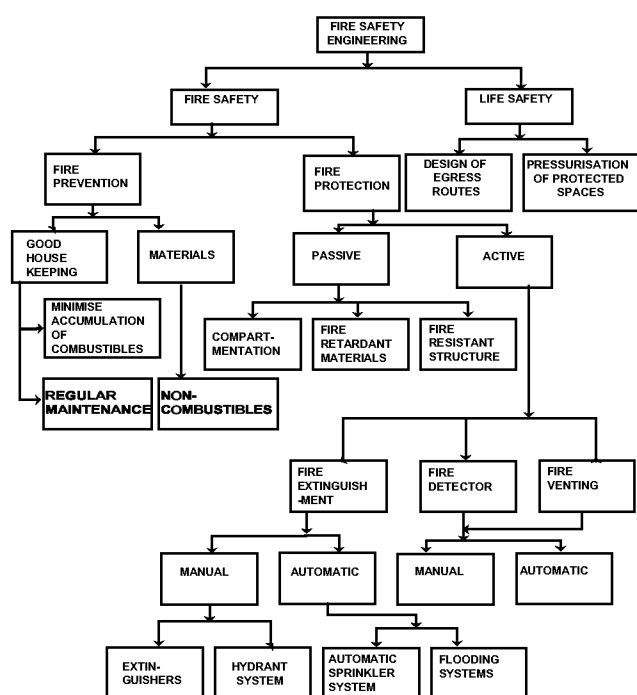 FIRE SAFETY
ENGINEERING
FIRE SAFETY
LIFE SAFETY
FIRE
PREVENTION
FIRE
PROTECTION
DESIGN OF
EGRESS
ROUTES
PRESSURISATION
OF PROTECTED
SPACES
GOOD
HOUSE
KEEPING
MATERIALS
PASSIVE
ACTIVE
MINIMISE
ACCUMULATION
OF
COMBUSTIBLES
COMPART-
MENTATION
FIRE
RETARDANT
MATERIALS
FIRE
RESISTANT
STRUCTURE
REGULAR
MAINTENANCE
NON-
COMBUSTIBLES
FIRE
EXTINGUISH
-MENT
FIRE
DETECTOR
FIRE
VENTING
MANUAL
AUTOMATIC
MANUAL
AUTOMATIC
EXTIN-
GUISHERS
HYDRANT
SYSTEM
AUTOMATIC
SPRINKLER
SYSTEM
FLOODING
SYSTEMS